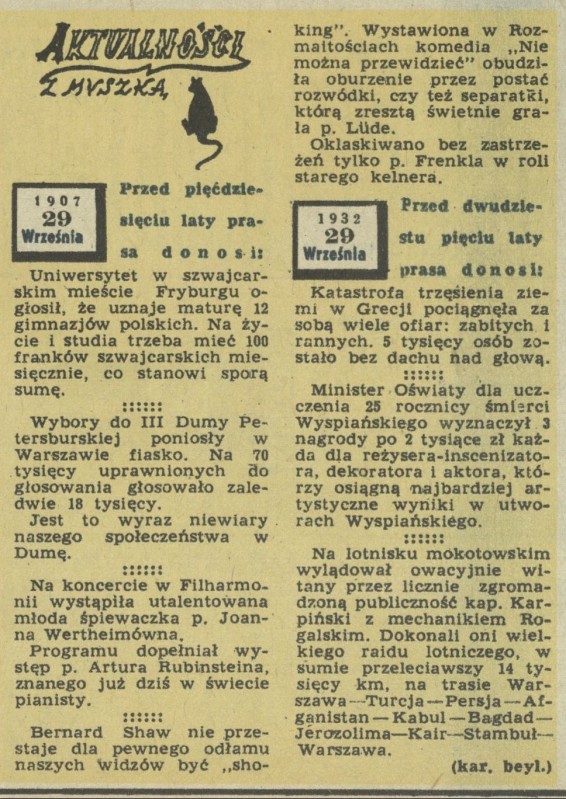 AKTUALNOŚCI
Z MYSZKĄ
1907
29
Września
Przed pięćdzie-
sięciu laty pra-
sa donosi:
Uniwersytet w szwajcar-
skim mieście Fryburgu o-
głosił, że uznaje maturę 12
gimnazjów polskich. Na ży-
cie i studia trzeba mieć 100
franków szwajcarskich mie-
sięcznie, co stanowi sporą
sumę.
::::::
Wybory do III Dumy Pe-
tersburskiej poniosły w
Warszawie fiasko. Na 70
tysięcy uprawnionych do
głosowania głosowało zale-
dwie 18 tysięcy.
Jest to wyraz niewiary
naszego społeczeństwa w
Dumę.
::::::
Na koncercie w Filharmo-
nii wystąpiła utalentowana
młoda śpiewaczka p. Joan-
na Wertheimówna.
Programu dopełniał wy-
stęp p. Artura Rubinsteina,
znanego już dziś w świecie
pianisty.
::::::
Bernard Shaw nie prze-
staje dla pewnego odłamu
naszych widzów być „sho-
king". Wystawiona w Roz-
maitościach komedia „Nie
można przewidzieć" obudzi-
ła oburzenie przez postać
rozwódki, czy też separatki,
którą zresztą świetnie gra-
ła p. Lüde.
Oklaskiwano bez zastrze-
żeń tylko p. Frenkla w roli
starego kelnera.
1932
29
Września
Przed dwudzie-
stu pięciu laty
prasa donosi:
Katastrofa trzęsienia zie-
mi w Grecji pociągnęła za
sobą wiele ofiar: zabitych i
rannych. 5 tysięcy osób zo-
stało bez dachu nad głową.
::::::
Minister Oświaty dla ucz-
czenia 25 rocznicy śmierci
Wyspiańskiego wyznaczył 3
nagrody po 2 tysiące zł każ-
da dla reżysera-inscenizato-
ra, dekoratora i aktora, któ-
rzy osiągną najbardziej ar-
tystyczne wyniki w utwo-
rach Wyspiańskiego.
::::::
Na lotnisku mokotowskim
wylądował owacyjnie wi-
tany przez licznie zgroma-
dzoną publiczność kap. Kar-
piński z mechanikiem Ro-
galskim. Dokonali oni wiel-
kiego raidu lotniczego, w
sumie przeleciawszy 14 ty-
sięcy km, na trasie War-
szawa—Turcja—Persja—Af-
ganistan—Kabul—Bagdad—
Jerozolima—Kair—Stambuł—
Warszawa.
(kar. beyl.)